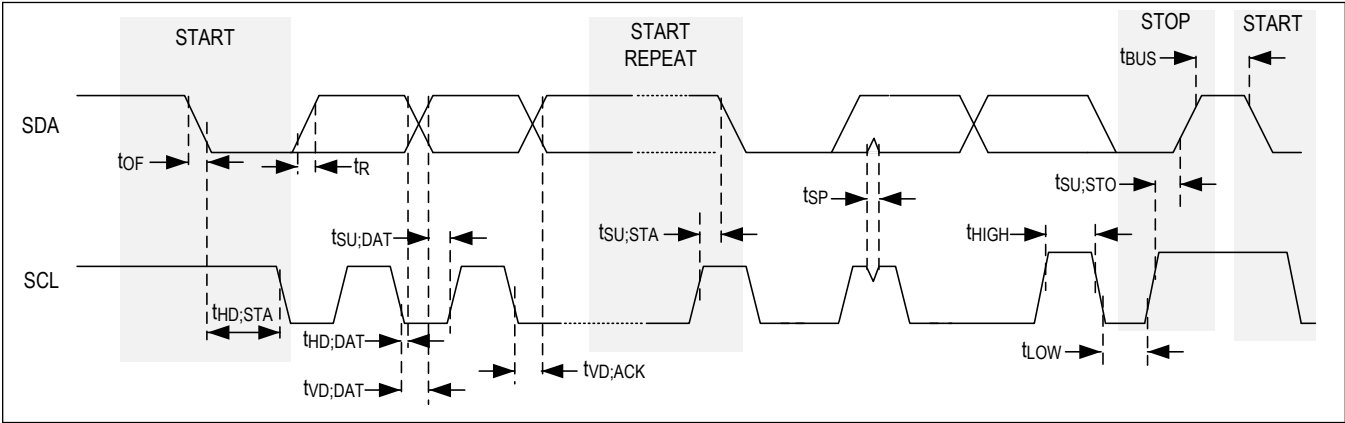 START
START
REPEAT
STOP
START
tBUS
SDA
tOF
tR
tSP
tSU;STO
tSU;DAT
tSU;STA
tHIGH
SCL
tHD;STA
tHD;DAT
tLOW
tVD;DAT
tVD;ACK